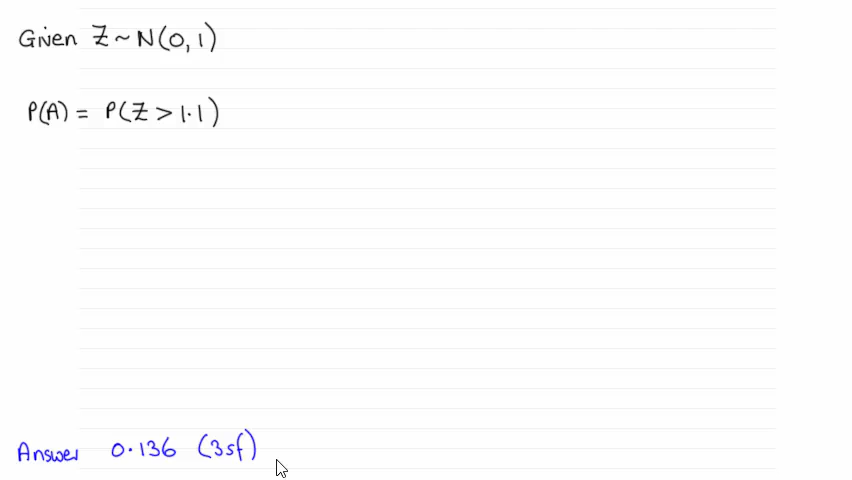 Given Z ~ N(0, 1)
P(A) = P(Z > 1·1)
Answer 0·136 (3sf)